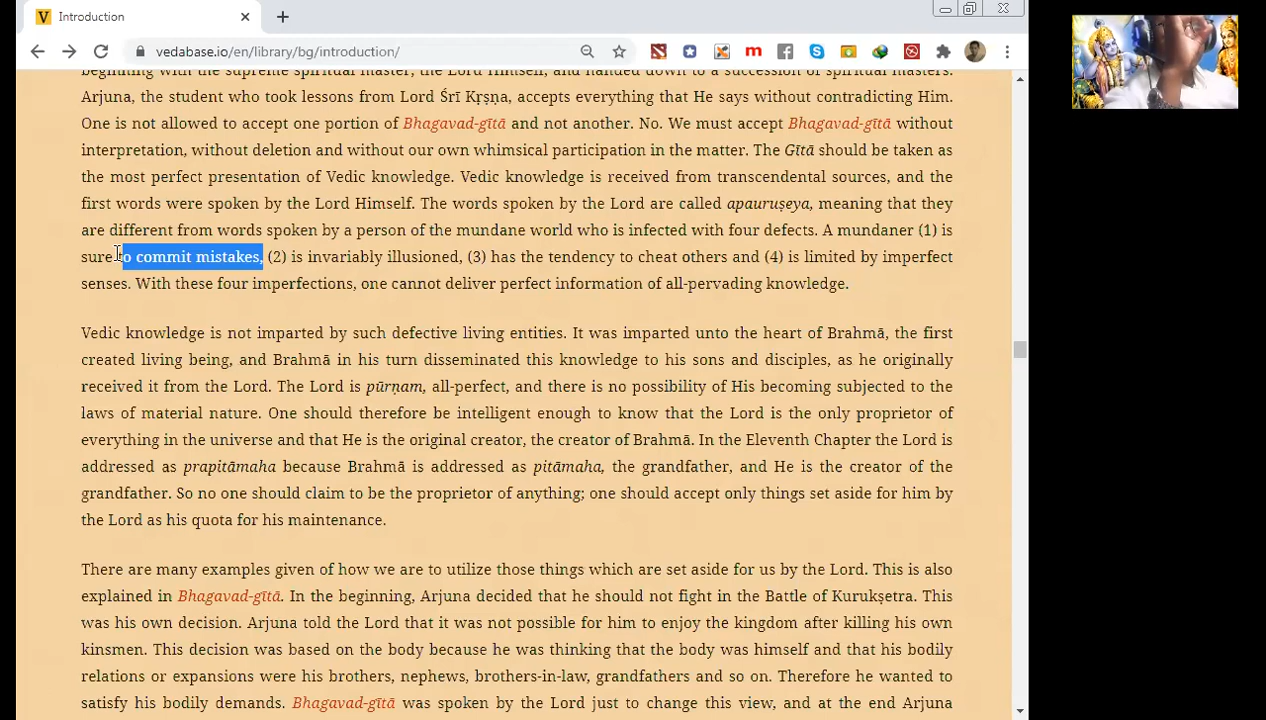 Introduction
vedabase.io/en/library/bg/introduction/
beginning with the supreme spiritual master, the Lord Himself, and handed down to a succession of spiritual masters.
Arjuna, the student who took lessons from Lord Śrī Kṛṣṇa, accepts everything that He says without contradicting Him.
One is not allowed to accept one portion of Bhagavad-gītā and not another. No. We must accept Bhagavad-gītā without
interpretation, without deletion and without our own whimsical participation in the matter. The Gītā should be taken as
the most perfect presentation of Vedic knowledge. Vedic knowledge is received from transcendental sources, and the
first words were spoken by the Lord Himself. The words spoken by the Lord are called apauruṣeya, meaning that they
are different from words spoken by a person of the mundane world who is infected with four defects. A mundaner (1) is
sure to commit mistakes, (2) is invariably illusioned, (3) has the tendency to cheat others and (4) is limited by imperfect
senses. With these four imperfections, one cannot deliver perfect information of all-pervading knowledge.
Vedic knowledge is not imparted by such defective living entities. It was imparted unto the heart of Brahmā, the first
created living being, and Brahmā in his turn disseminated this knowledge to his sons and disciples, as he originally
received it from the Lord. The Lord is pūrṇam, all-perfect, and there is no possibility of His becoming subjected to the
laws of material nature. One should therefore be intelligent enough to know that the Lord is the only proprietor of
everything in the universe and that He is the original creator, the creator of Brahmā. In the Eleventh Chapter the Lord is
addressed as prapitāmaha because Brahmā is addressed as pitāmaha, the grandfather, and He is the creator of the
grandfather. So no one should claim to be the proprietor of anything; one should accept only things set aside for him by
the Lord as his quota for his maintenance.
There are many examples given of how we are to utilize those things which are set aside for us by the Lord. This is also
explained in Bhagavad-gītā. In the beginning, Arjuna decided that he should not fight in the Battle of Kurukṣetra. This
was his own decision. Arjuna told the Lord that it was not possible for him to enjoy the kingdom after killing his own
kinsmen. This decision was based on the body because he was thinking that the body was himself and that his bodily
relations or expansions were his brothers, nephews, brothers-in-law, grandfathers and so on. Therefore he wanted to
satisfy his bodily demands. Bhagavad-gītā was spoken by the Lord just to change this view, and at the end Arjuna